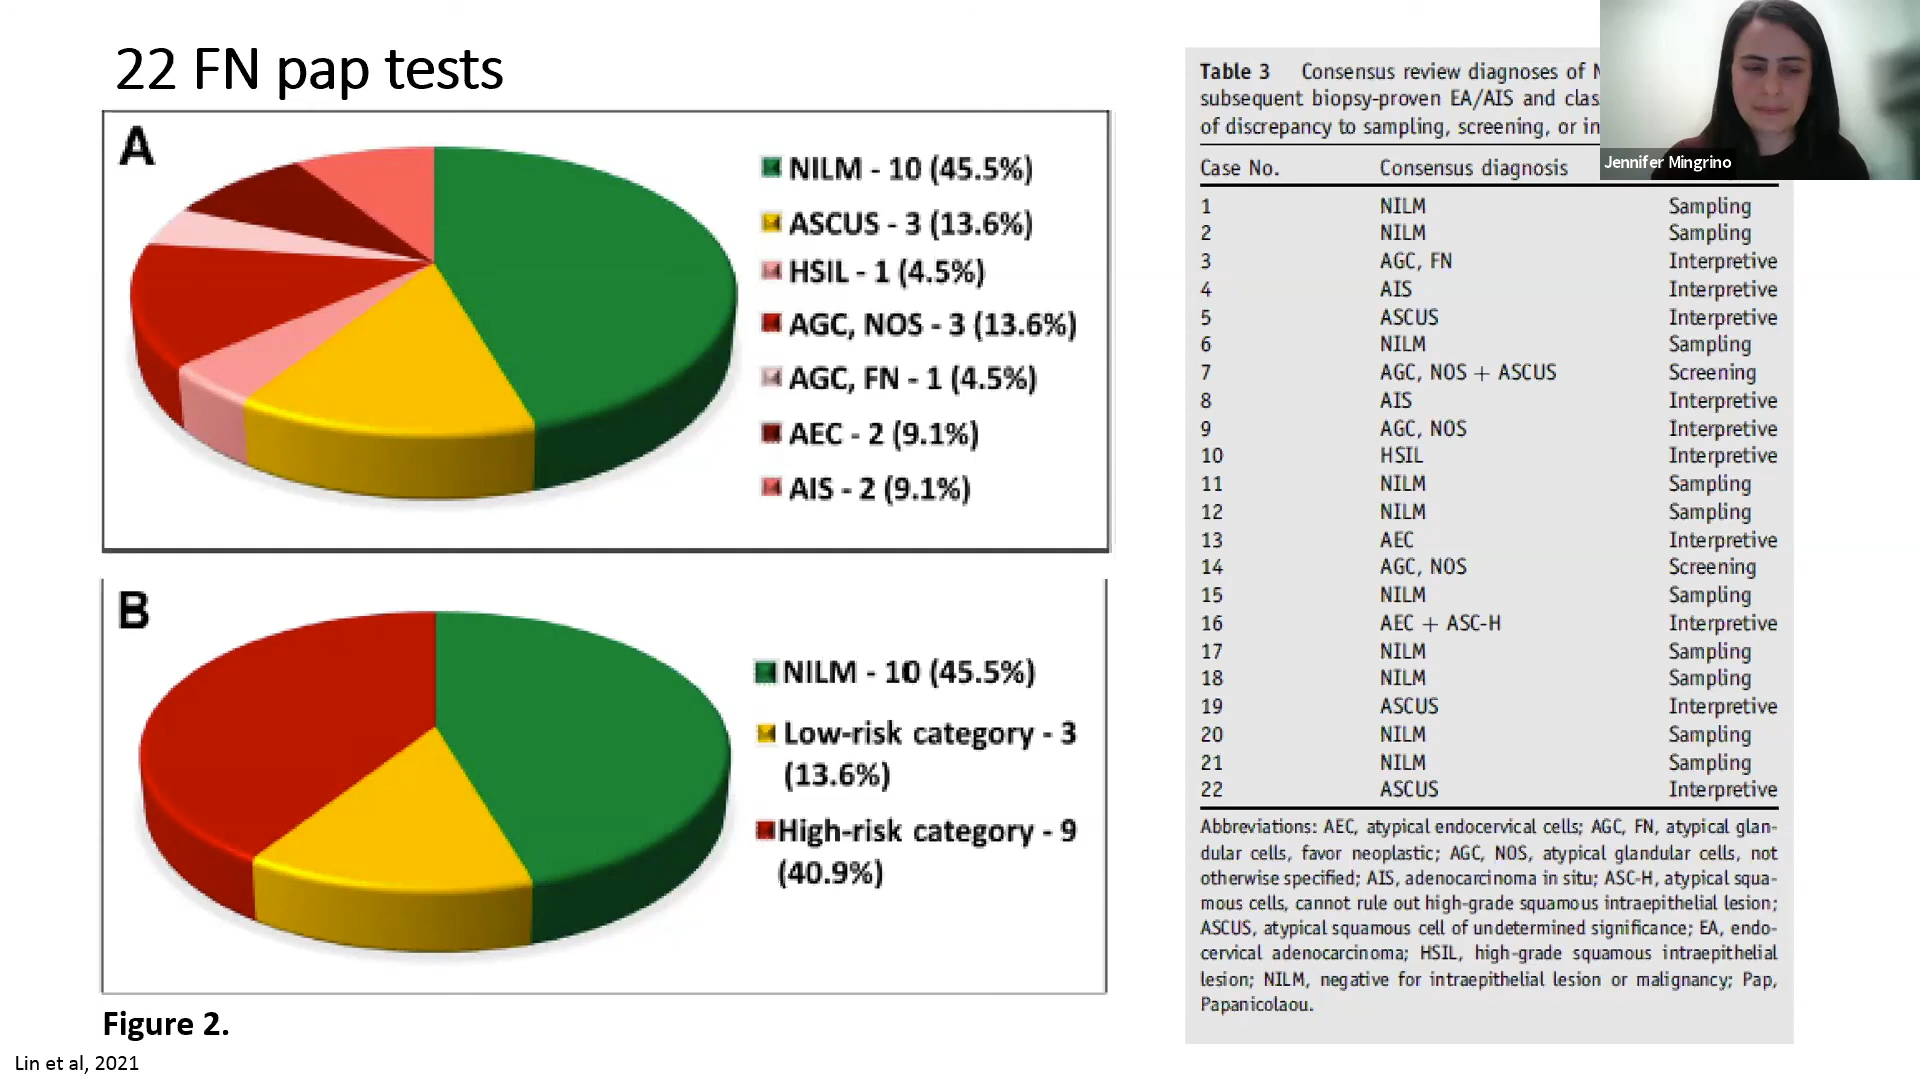 22 FN pap tests
A
NILM - 10 (45.5%)
ASCUS - 3 (13.6%)
HSIL - 1 (4.5%)
AGC, NOS - 3 (13.6%)
AGC, FN - 1 (4.5%)
AEC - 2 (9.1%)
AIS - 2 (9.1%)
B
NILM - 10 (45.5%)
Low-risk category - 3
(13.6%)
High-risk category - 9
(40.9%)
Figure 2.
Lin et al, 2021
Table 3 Consensus review diagnoses of
subsequent biopsy-proven EA/AIS and
of discrepancy to sampling, screening, or
Case No. Consensus diagnosis
1 NILM Sampling
2 NILM Sampling
3 AGC, FN Interpretive
4 AIS Interpretive
5 ASCUS Interpretive
6 NILM Sampling
7 AGC, NOS + ASCUS Screening
8 AIS Interpretive
9 AGC, NOS Interpretive
10 HSIL Interpretive
11 NILM Sampling
12 NILM Sampling
13 AEC Interpretive
14 AGC, NOS Screening
15 NILM Sampling
16 AEC + ASC-H Interpretive
17 NILM Sampling
18 NILM Sampling
19 ASCUS Interpretive
20 NILM Sampling
21 NILM Sampling
22 ASCUS Interpretive
Abbreviations: AEC, atypical endocervical cells; AGC, FN, atypical glan-
dular cells, favor neoplastic; AGC, NOS, atypical glandular cells, not
otherwise specified; AIS, adenocarcinoma in situ; ASC-H, atypical squa-
mous cells, cannot rule out high-grade squamous intraepithelial lesion;
ASCUS, atypical squamous cell of undetermined significance; EA, endo-
cervical adenocarcinoma; HSIL, high-grade squamous intraepithelial
lesion; NILM, negative for intraepithelial lesion or malignancy; Pap,
Papanicolaou.
Jennifer Mingrino